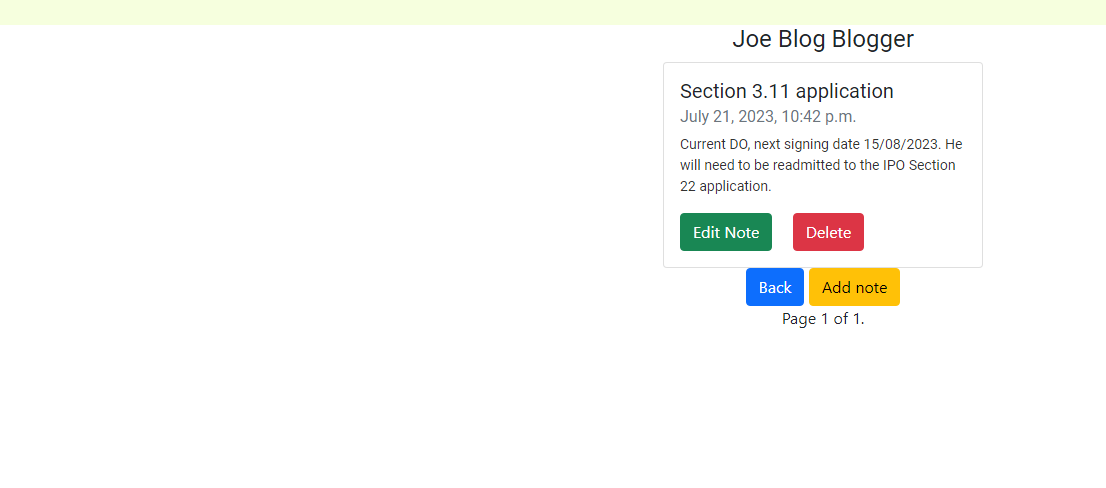 Joe Blog Blogger
Section 3.11 application
July 21, 2023, 10:42 p.m.
Current DO, next signing date 15/08/2023. He
will need to be readmitted to the IPO Section
22 application.
Edit Note Delete
Back Add note
Page 1 of 1.